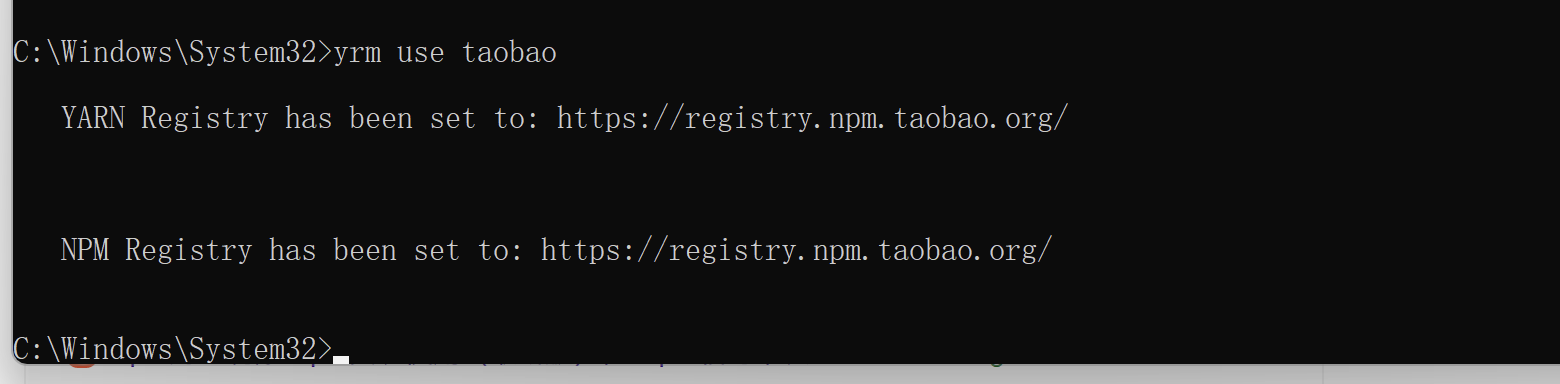 C:\Windows\System32>yrm use taobao
YARN Registry has been set to: https://registry.npm.taobao.org/
NPM Registry has been set to: https://registry.npm.taobao.org/
C:\Windows\System32>